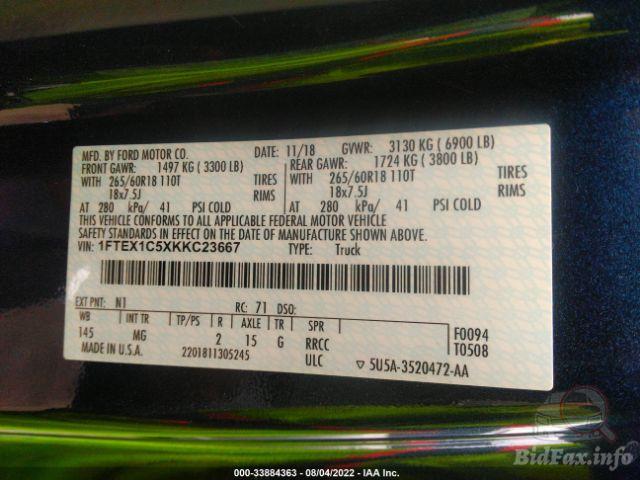 MFD. BY FORD MOTOR CO.
DATE: 11/18 GVWR: 3130 KG ( 6900 LB)
FRONT GAWR: 1497 KG ( 3300 LB) REAR GAWR: 1724 KG ( 3800 LB)
WITH 265/60R18 110T TIRES WITH 265/60R18 110T TIRES
18x7.5J RIMS 18x7.5J RIMS
AT 280 kPa/ 41 PSI COLD AT 280 kPa/ 41 PSI COLD
THIS VEHICLE CONFORMS TO ALL APPLICABLE FEDERAL MOTOR VEHICLE
SAFETY STANDARDS IN EFFECT ON THE DATE OF MANUFACTURE SHOWN ABOVE.
VIN: 1FTEX1C5XKKC23667 TYPE: Truck
EXT PNT: N1 RC: 71 DSO:
WB INT TR TP/PS R AXLE TR SPR
145 MG 2 15 G RRCC
F0094
T0508
MADE IN U.S.A. 2201811305245 ULC ▽ 5U5A-3520472-AA
BidFax.info
000-33884363 - 08/04/2022 - IAA Inc.